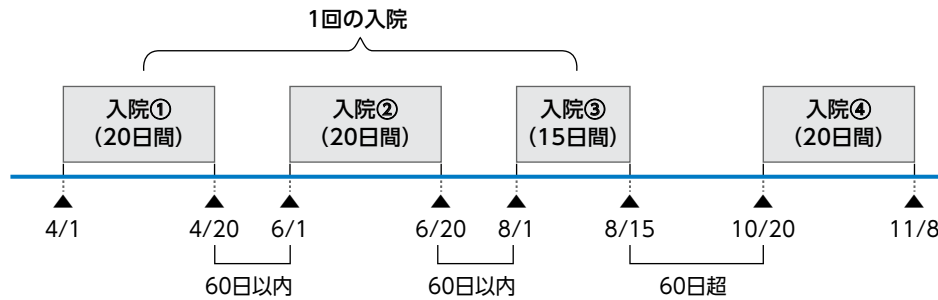 1回の入院
入院①
(20日間)
入院②
(20日間)
入院③
(15日間)
入院④
(20日間)
4/1
4/20
6/1
6/20
8/1
8/15
10/20
11/8
60日以内
60日以内
60日超